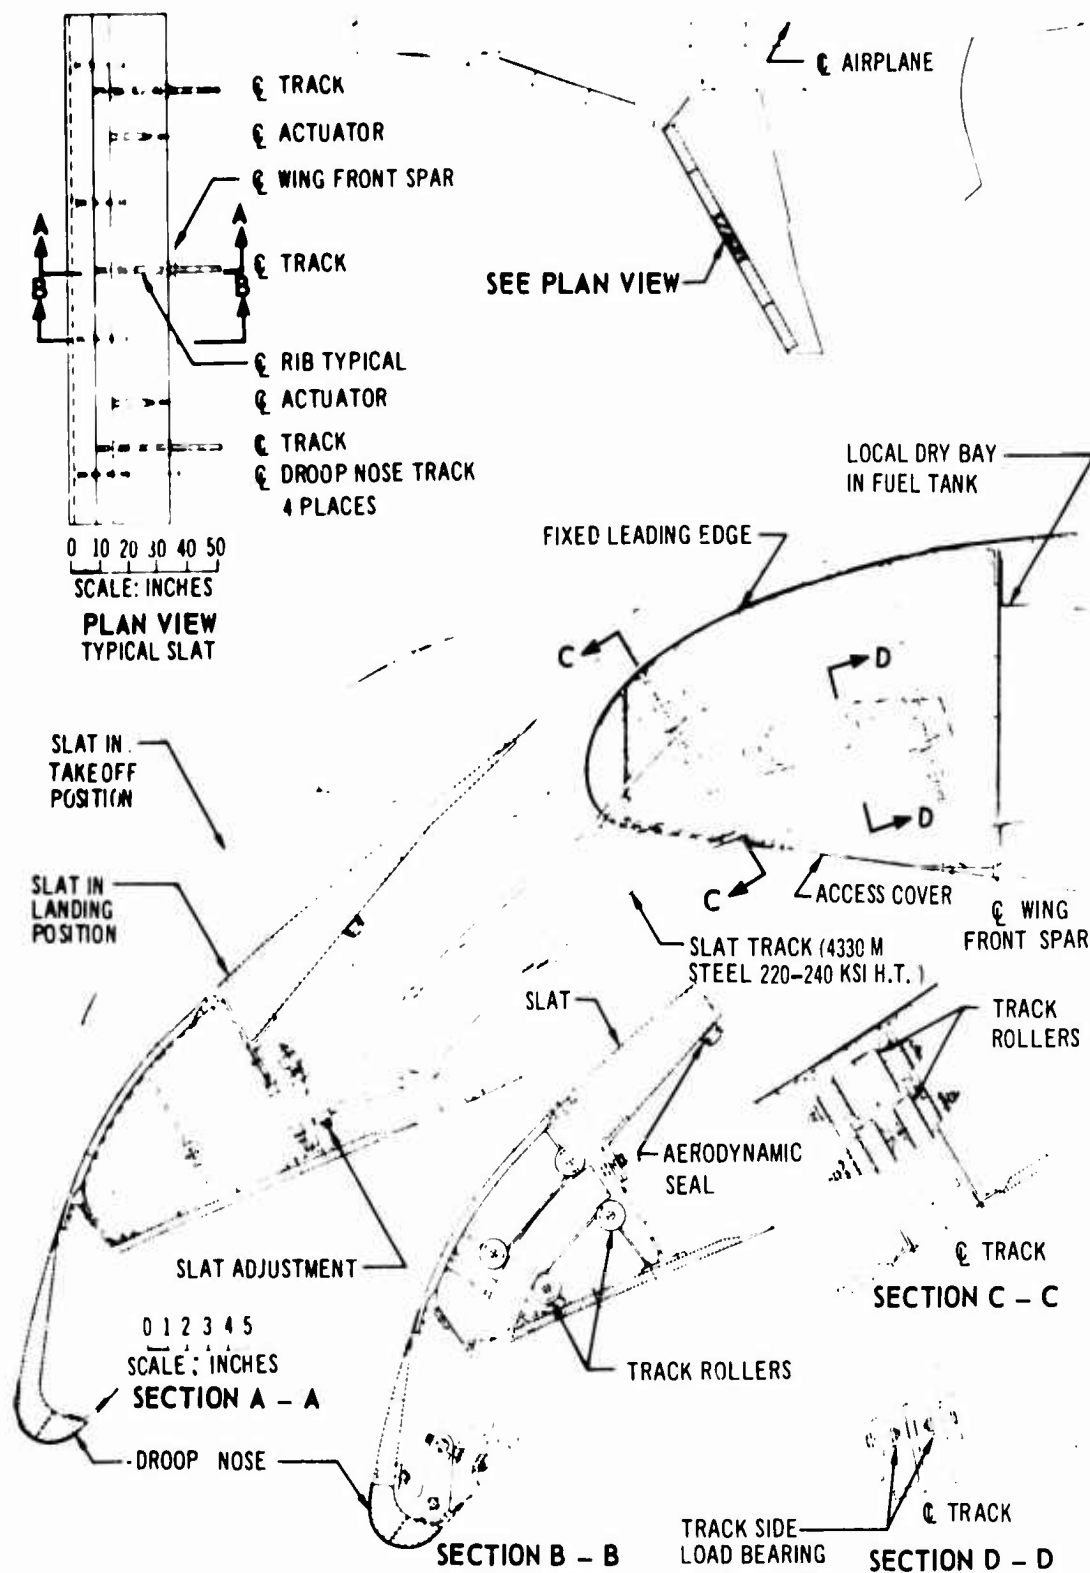 ℄ TRACK
℄ ACTUATOR
℄ WING FRONT SPAR
A
A
℄ TRACK
B
B
℄ RIB TYPICAL
℄ ACTUATOR
℄ TRACK
℄ DROOP NOSE TRACK
4 PLACES
0 10 20 30 40 50
SCALE: INCHES
PLAN VIEW
TYPICAL SLAT
℄ AIRPLANE
SEE PLAN VIEW
LOCAL DRY BAY
IN FUEL TANK
FIXED LEADING EDGE
C
D
D
C
ACCESS COVER
℄ WING
FRONT SPAR
SLAT TRACK (4330 M
STEEL 220-240 KSI H.T.)
SLAT IN
TAKEOFF
POSITION
SLAT IN
LANDING
POSITION
SLAT
TRACK
ROLLERS
AERODYNAMIC
SEAL
SLAT ADJUSTMENT
℄ TRACK
SECTION C - C
0 1 2 3 4 5
SCALE: INCHES
SECTION A - A
TRACK ROLLERS
DROOP NOSE
SECTION B - B
℄ TRACK
TRACK SIDE
LOAD BEARING
SECTION D - D